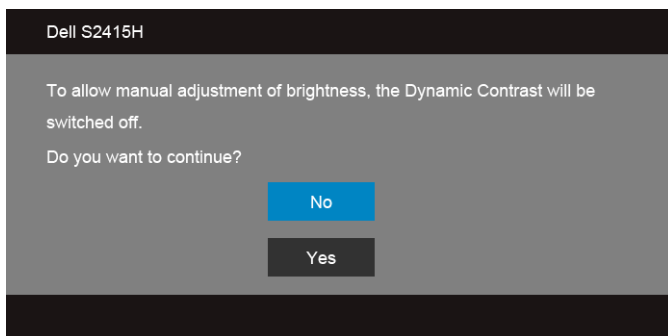 Dell S2415H
To allow manual adjustment of brightness, the Dynamic Contrast will be
switched off.
Do you want to continue?
No
Yes